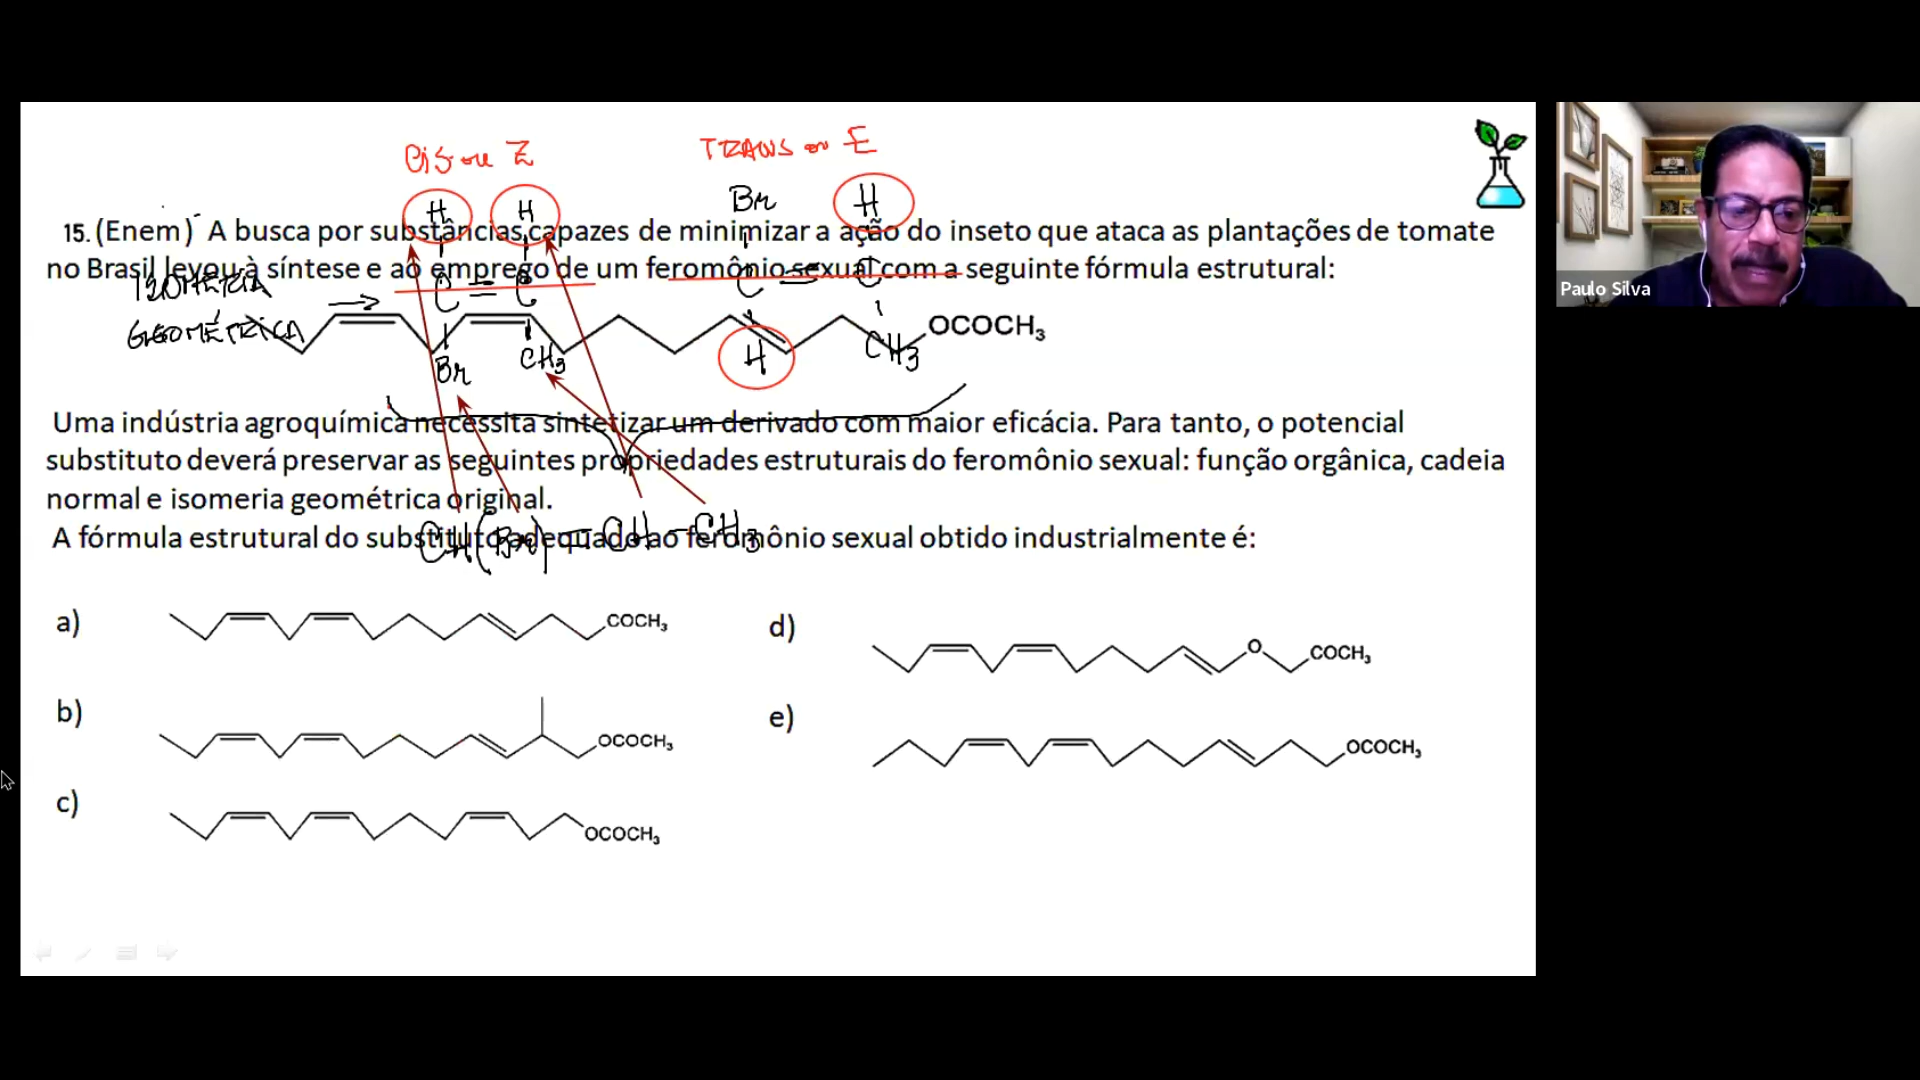 Cis ou Z
TRANS ou E
H H
Br H
15. (Enem) A busca por substâncias capazes de minimizar a ação do inseto que ataca as plantações de tomate
no Brasil levou à síntese e ao emprego de um feromônio sexual com a seguinte fórmula estrutural:
ISOMERIA
GEOMÉTRICA
C = C
C = C
Br CH3
H CH3
OCOCH3
Uma indústria agroquímica necessita sintetizar um derivado com maior eficácia. Para tanto, o potencial
substituto deverá preservar as seguintes propriedades estruturais do feromônio sexual: função orgânica, cadeia
normal e isomeria geométrica original.
A fórmula estrutural do substituto adequado ao feromônio sexual obtido industrialmente é:
CH(Br) = CH - CH3
a) COCH3
b) OCOCH3
c) OCOCH3
d) O COCH3
e) OCOCH3
Paulo Silva